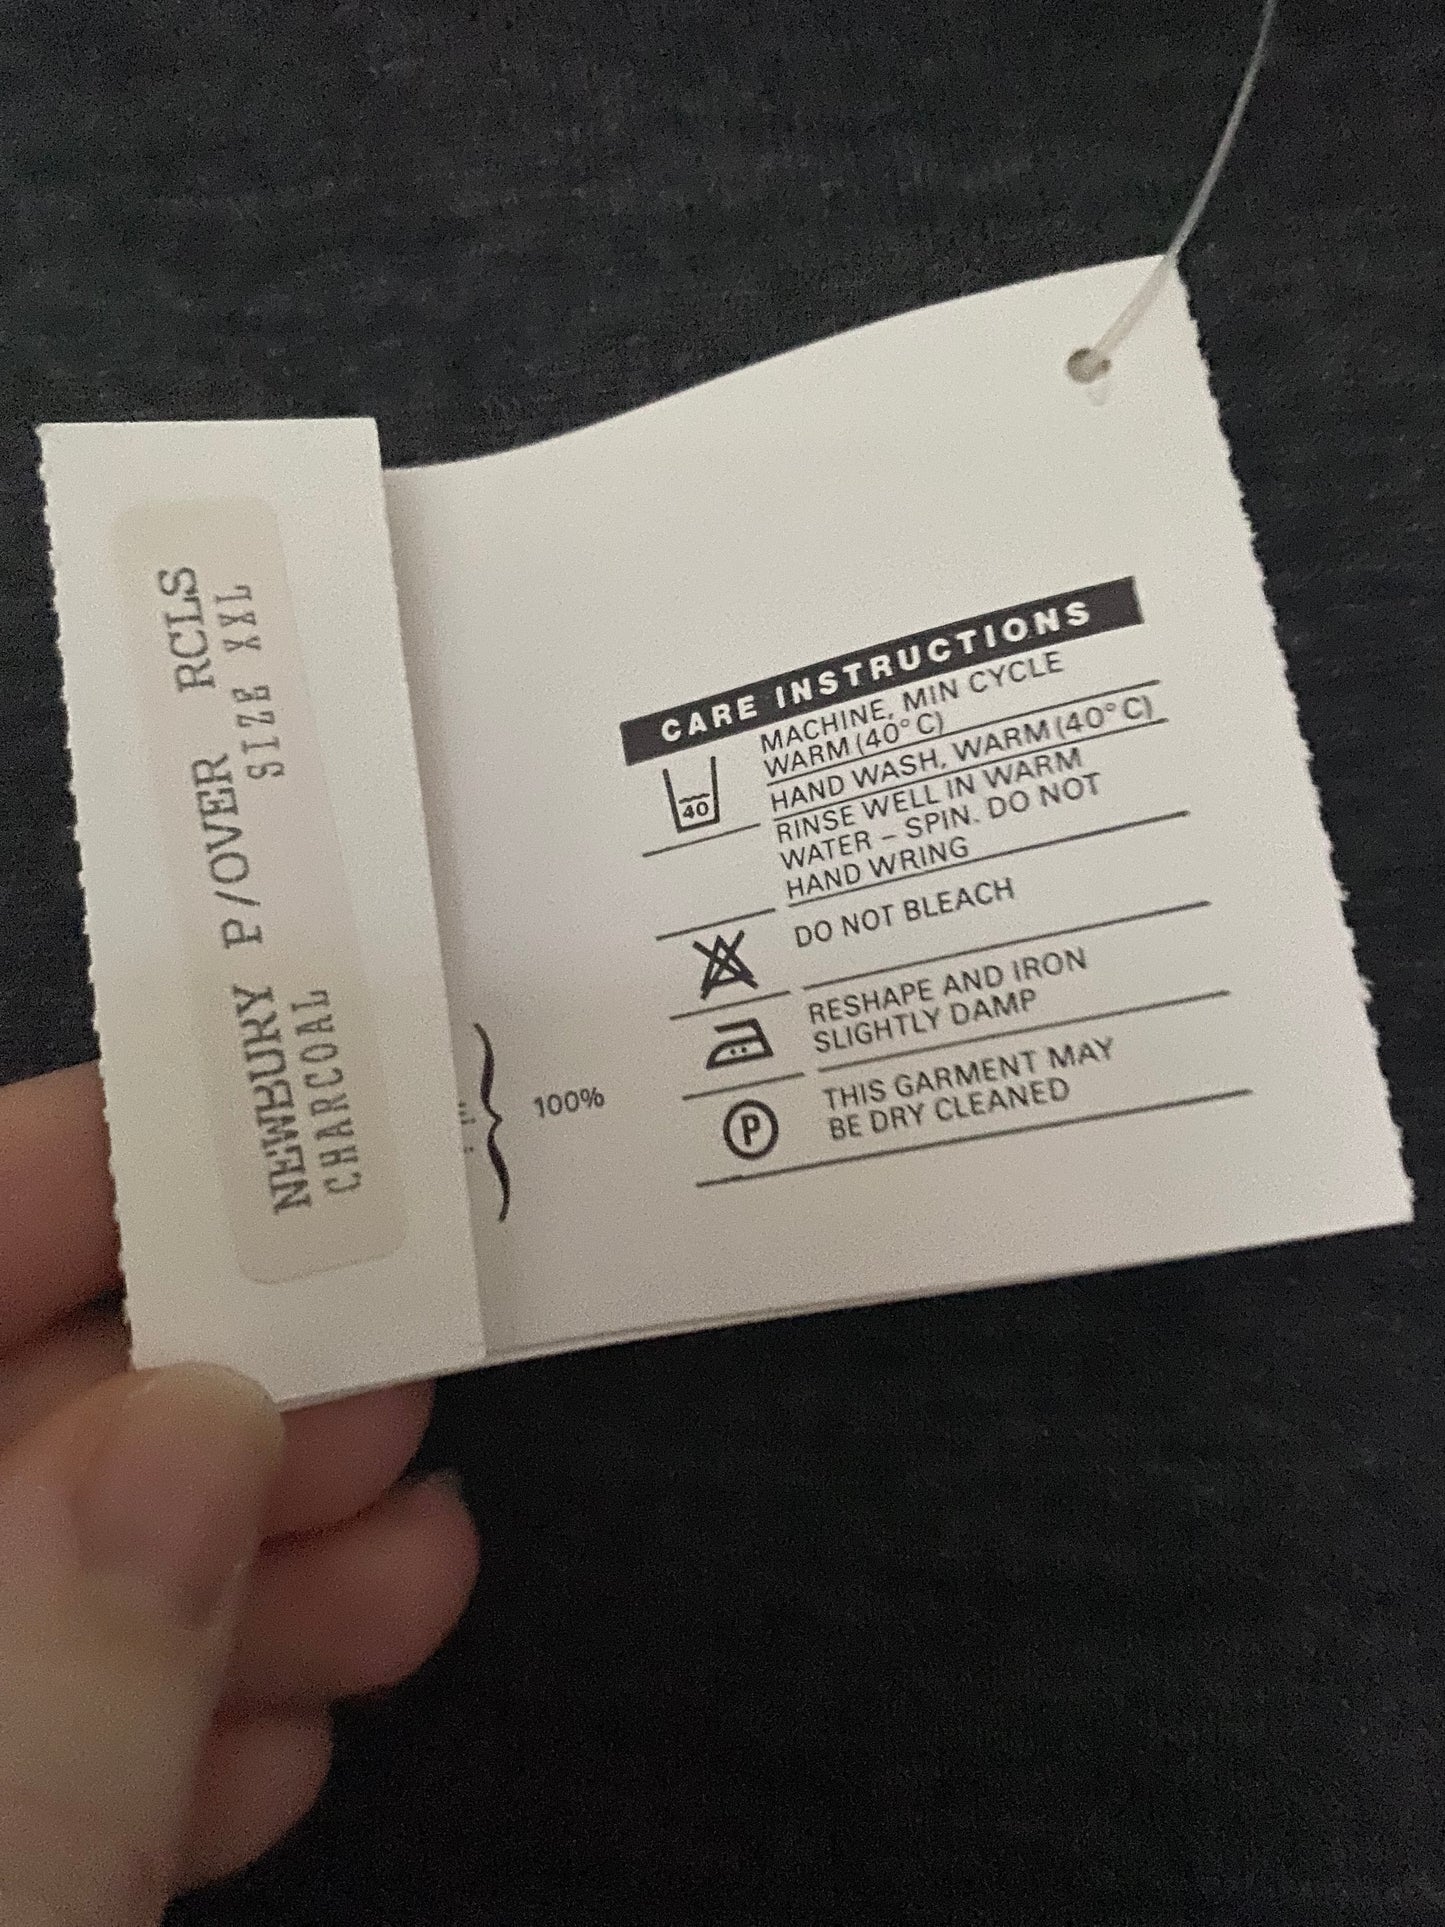 NEWBURY P/OVER RCLS
CHARCOAL SIZE XXL
100%
CARE INSTRUCTIONS
40
MACHINE, MIN CYCLE
WARM (40° C)
HAND WASH, WARM (40° C)
RINSE WELL IN WARM
WATER – SPIN. DO NOT
HAND WRING
DO NOT BLEACH
RESHAPE AND IRON
SLIGHTLY DAMP
P
THIS GARMENT MAY
BE DRY CLEANED